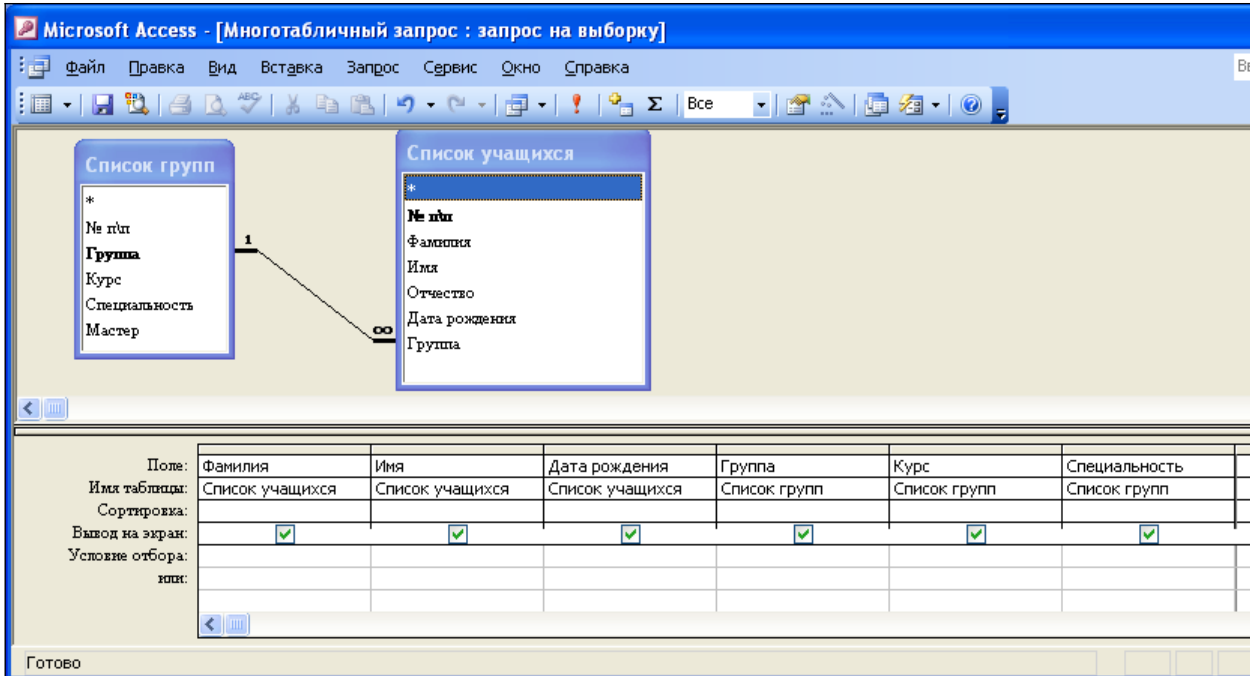 Microsoft Access - [Многотабличный запрос : запрос на выборку]
Файл Правка Вид Вставка Запрос Сервис Окно Справка
Все
Список групп
*
№ п\п
Группа
Курс
Специальность
Мастер
1
∞
Список учащихся
*
№ п\п
Фамилия
Имя
Отчество
Дата рождения
Группа
Поле: Фамилия Имя Дата рождения Группа Курс Специальность
Имя таблицы: Список учащихся Список учащихся Список учащихся Список групп Список групп Список групп
Сортировка:
Вывод на экран:
Условие отбора:
или:
Готово